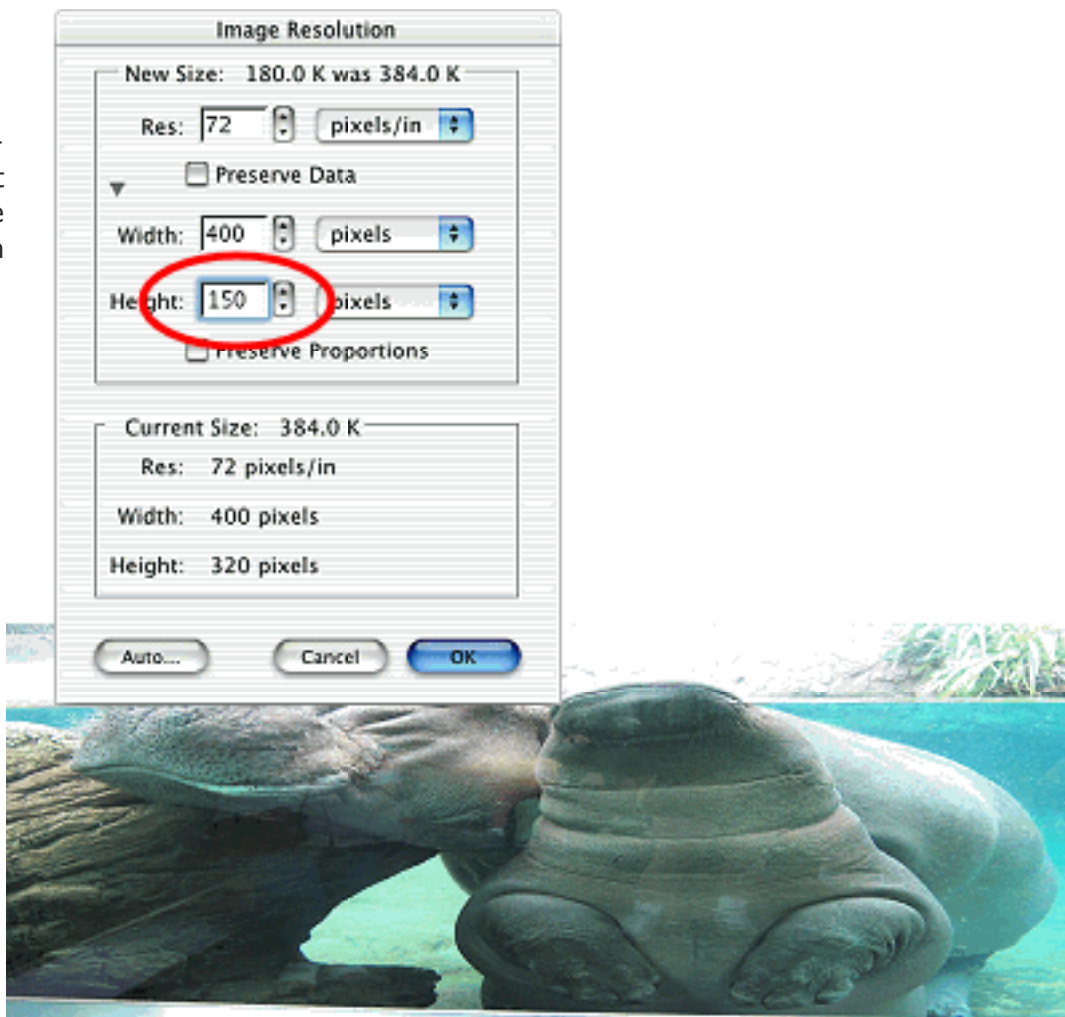 Image Resolution
New Size: 180.0 K was 384.0 K
Res: 72 pixels/in
Preserve Data
Width: 400 pixels
Height: 150 pixels
Preserve Proportions
Current Size: 384.0 K
Res: 72 pixels/in
Width: 400 pixels
Height: 320 pixels
Auto... Cancel OK